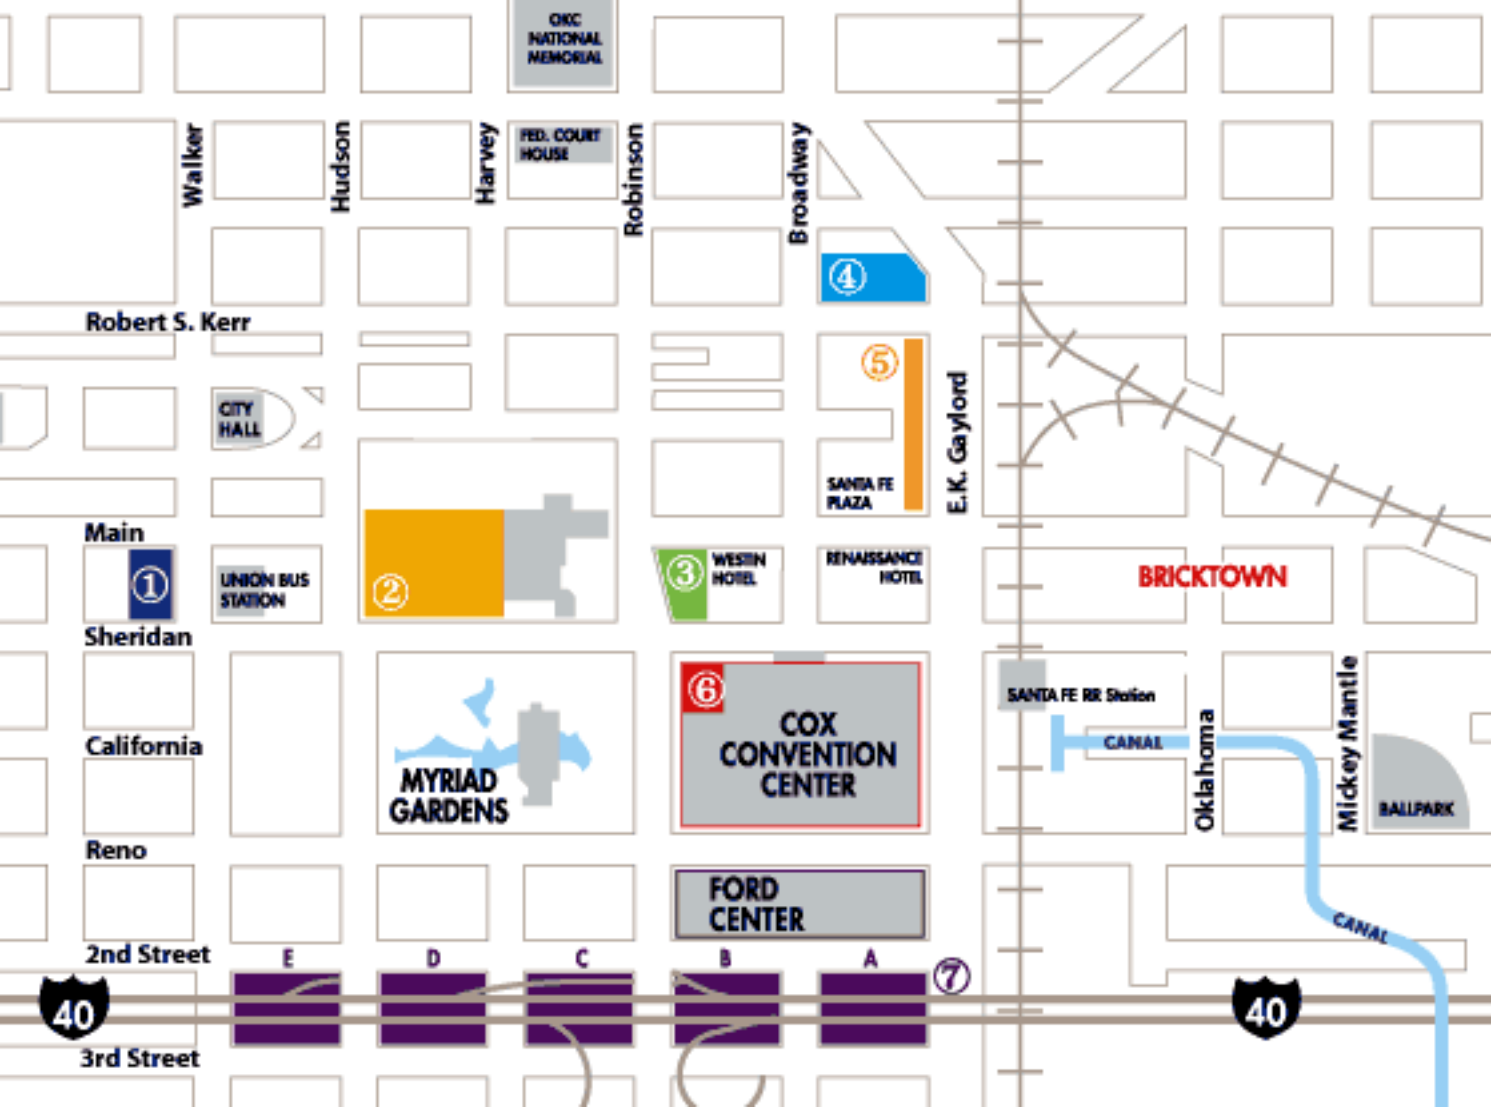 OKC
NATIONAL
MEMORIAL
FED. COURT
HOUSE
Walker
Hudson
Harvey
Robinson
Broadway
④
Robert S. Kerr
⑤
E.K. Gaylord
CITY
HALL
SANTA FE
PLAZA
Main
①
UNION BUS
STATION
②
③
WESTIN
HOTEL
RENAISSANCE
HOTEL
BRICKTOWN
Sheridan
⑥
COX
CONVENTION
CENTER
SANTA FE RR Station
CANAL
Oklahoma
Mickey Mantle
California
MYRIAD
GARDENS
BALLPARK
Reno
FORD
CENTER
CANAL
2nd Street
E
D
C
B
A
⑦
40
40
3rd Street